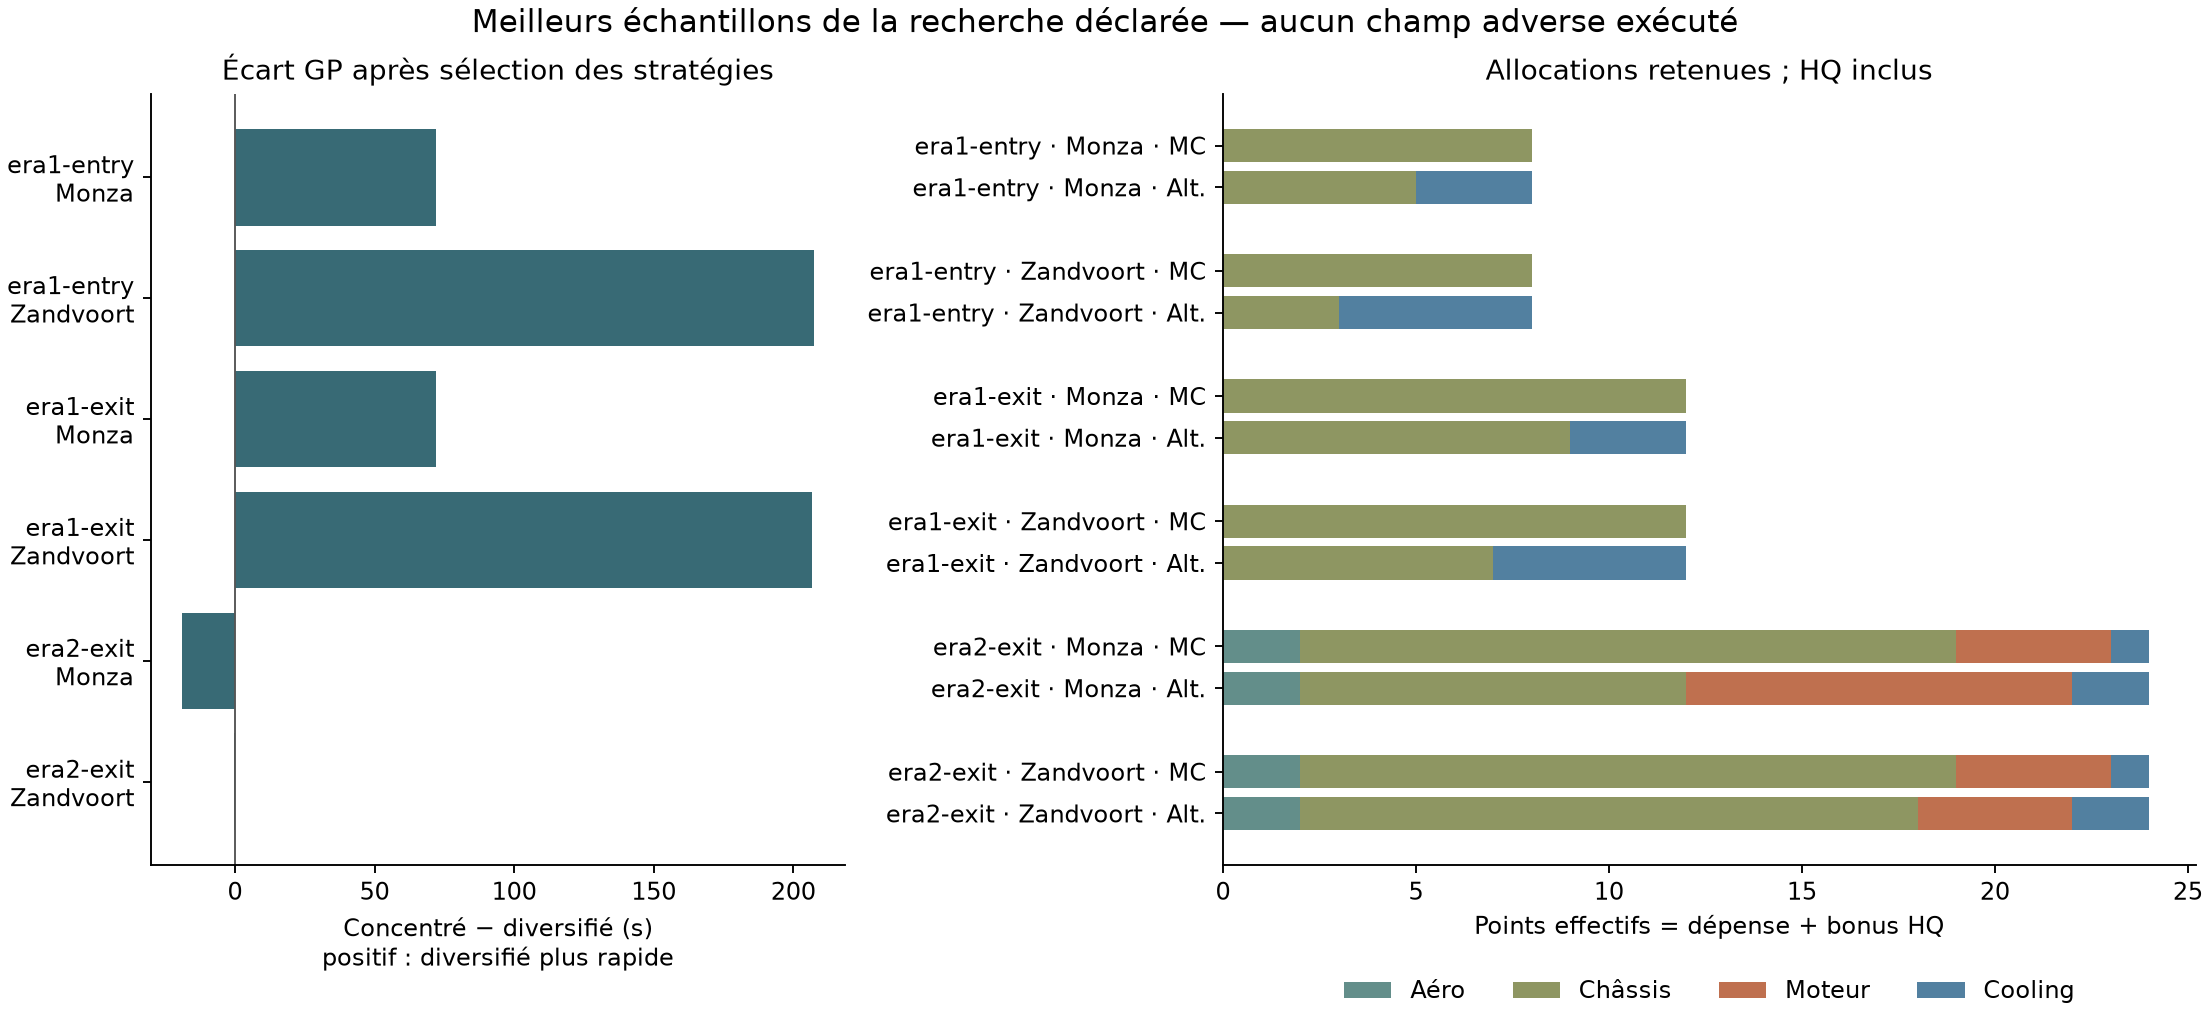 Meilleurs échantillons de la recherche déclarée — aucun champ adverse exécuté
Écart GP après sélection des stratégies
era1-entry
Monza
era1-entry
Zandvoort
era1-exit
Monza
era1-exit
Zandvoort
era2-exit
Monza
era2-exit
Zandvoort
0 50 100 150 200
Concentré − diversifié (s)
positif : diversifié plus rapide
Allocations retenues ; HQ inclus
era1-entry · Monza · MC
era1-entry · Monza · Alt.
era1-entry · Zandvoort · MC
era1-entry · Zandvoort · Alt.
era1-exit · Monza · MC
era1-exit · Monza · Alt.
era1-exit · Zandvoort · MC
era1-exit · Zandvoort · Alt.
era2-exit · Monza · MC
era2-exit · Monza · Alt.
era2-exit · Zandvoort · MC
era2-exit · Zandvoort · Alt.
0 5 10 15 20 25
Points effectifs = dépense + bonus HQ
Aéro Châssis Moteur Cooling